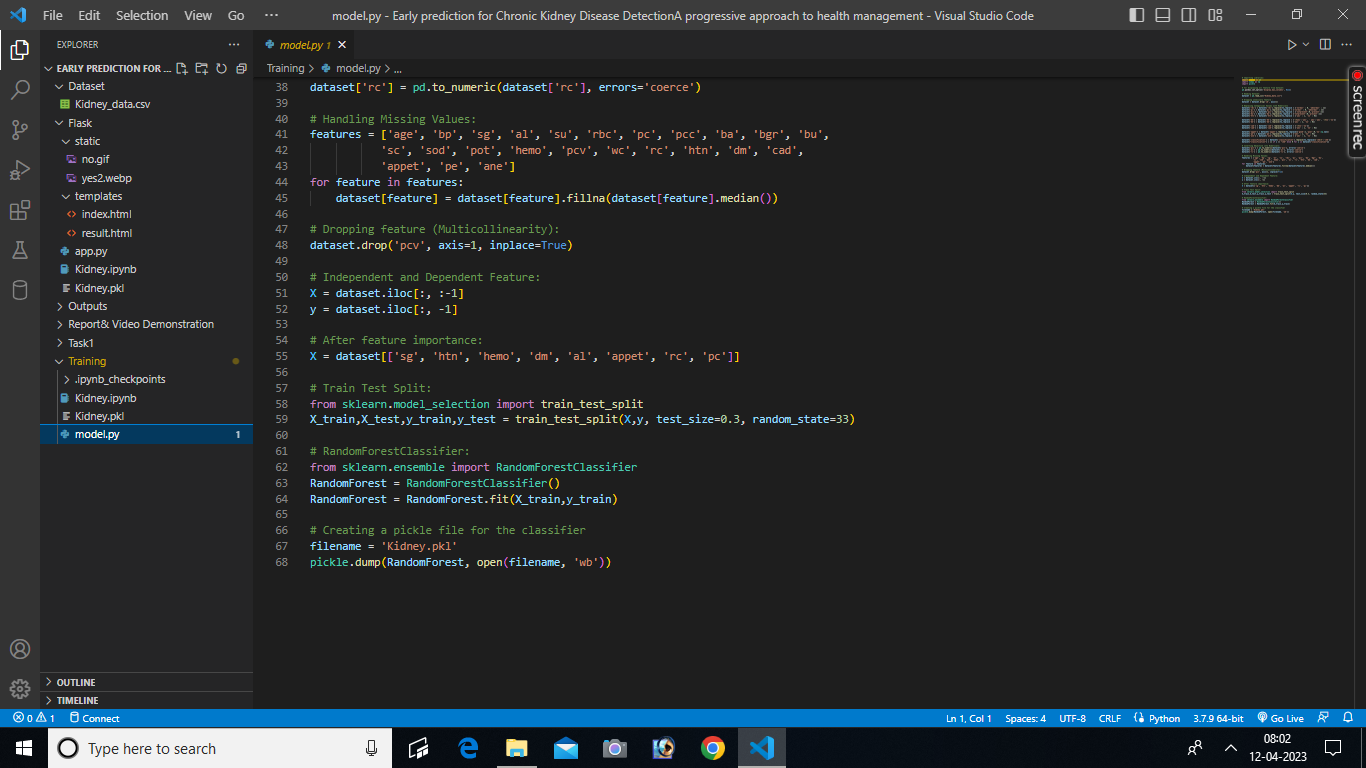 File Edit Selection View Go ··· model.py - Early prediction for Chronic Kidney Disease DetectionA progressive approach to health management - Visual Studio Code
EXPLORER ···
EARLY PREDICTION FOR ...
Dataset
Kidney_data.csv
Flask
static
no.gif
yes2.webp
templates
index.html
result.html
app.py
Kidney.ipynb
Kidney.pkl
Outputs
Report& Video Demonstration
Task1
Training
.ipynb_checkpoints
Kidney.ipynb
Kidney.pkl
model.py 1
OUTLINE
TIMELINE
model.py 1
Training > model.py > ...
38 dataset['rc'] = pd.to_numeric(dataset['rc'], errors='coerce')
39
40 # Handling Missing Values:
41 features = ['age', 'bp', 'sg', 'al', 'su', 'rbc', 'pc', 'pcc', 'ba', 'bgr', 'bu',
42 'sc', 'sod', 'pot', 'hemo', 'pcv', 'wc', 'rc', 'htn', 'dm', 'cad',
43 'appet', 'pe', 'ane']
44 for feature in features:
45 dataset[feature] = dataset[feature].fillna(dataset[feature].median())
46
47 # Dropping feature (Multicollinearity):
48 dataset.drop('pcv', axis=1, inplace=True)
49
50 # Independent and Dependent Feature:
51 X = dataset.iloc[:, :-1]
52 y = dataset.iloc[:, -1]
53
54 # After feature importance:
55 X = dataset[['sg', 'htn', 'hemo', 'dm', 'al', 'appet', 'rc', 'pc']]
56
57 # Train Test Split:
58 from sklearn.model_selection import train_test_split
59 X_train,X_test,y_train,y_test = train_test_split(X,y, test_size=0.3, random_state=33)
60
61 # RandomForestClassifier:
62 from sklearn.ensemble import RandomForestClassifier
63 RandomForest = RandomForestClassifier()
64 RandomForest = RandomForest.fit(X_train,y_train)
65
66 # Creating a pickle file for the classifier
67 filename = 'Kidney.pkl'
68 pickle.dump(RandomForest, open(filename, 'wb'))
screenrec
0 1 Connect Ln 1, Col 1 Spaces: 4 UTF-8 CRLF Python 3.7.9 64-bit Go Live
Type here to search
08:02
12-04-2023